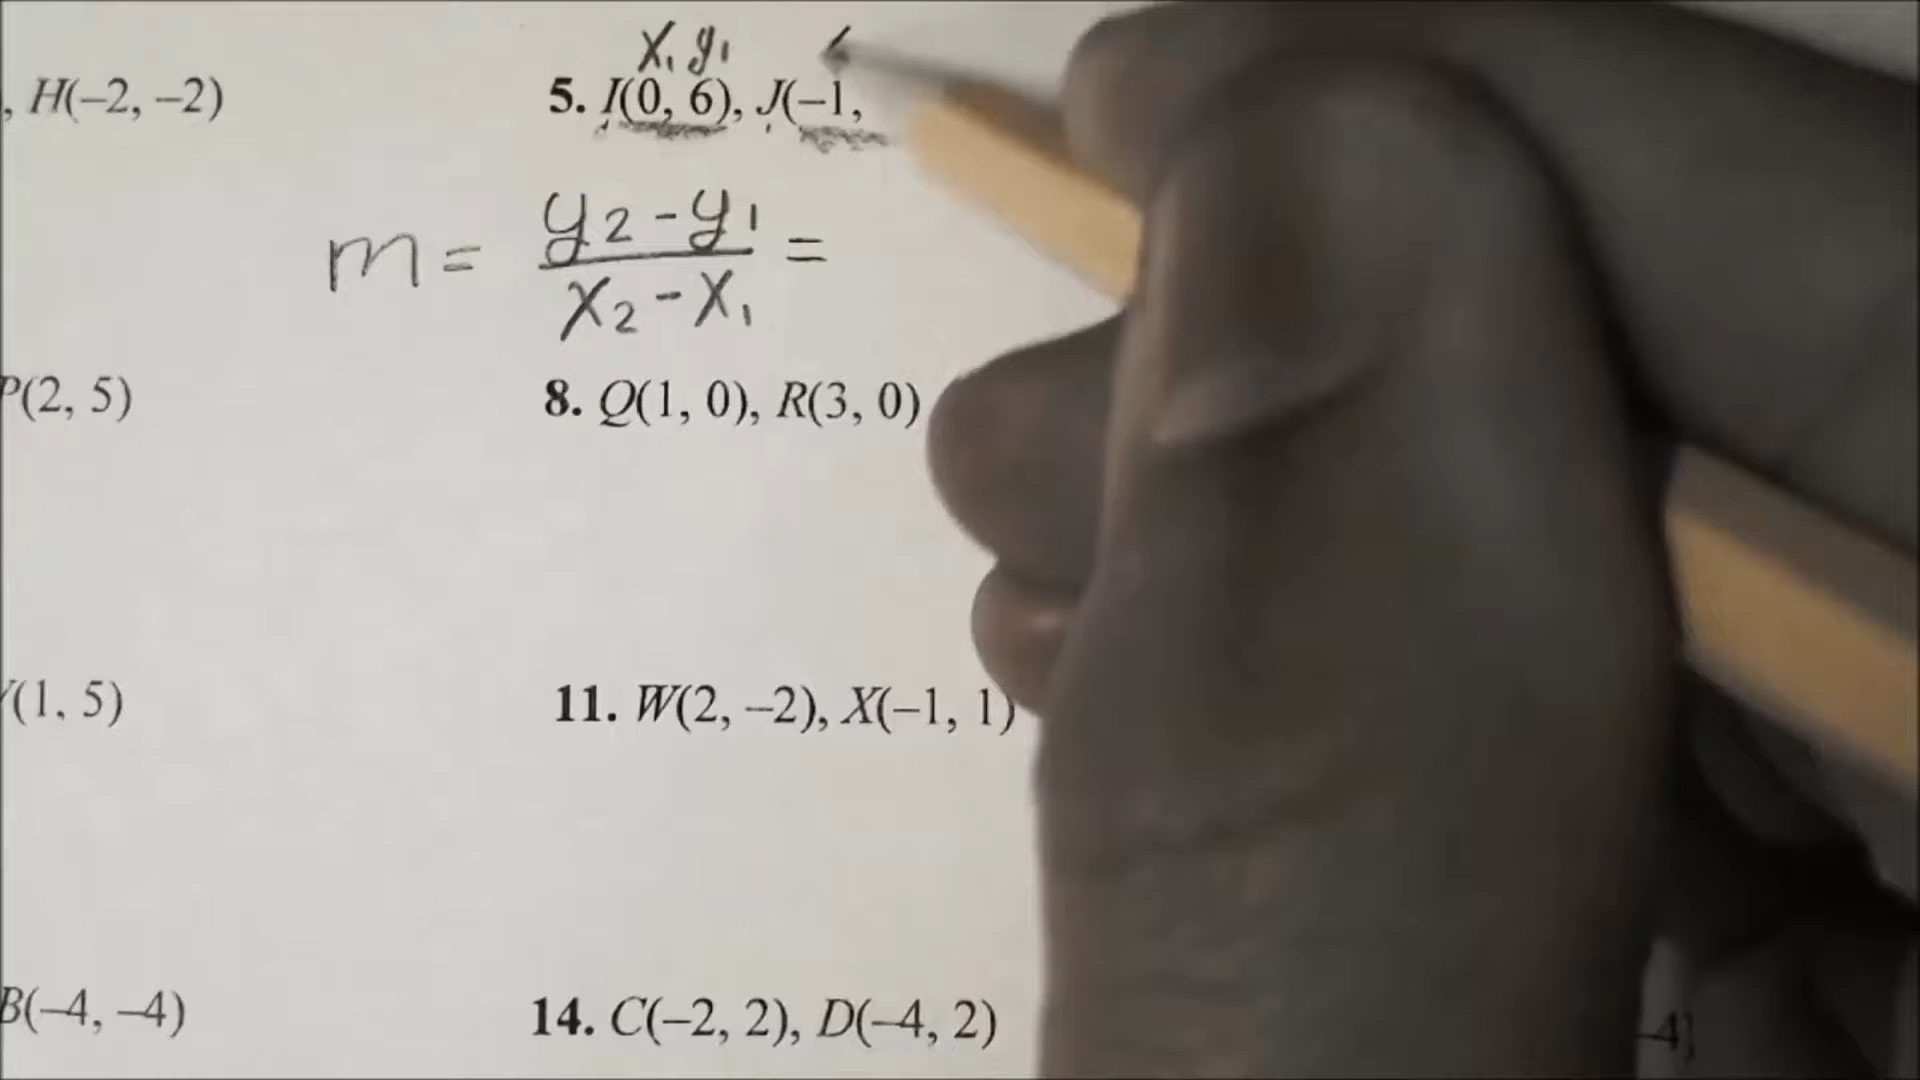 x₁ y₁
, H(–2, –2)
5. I(0, 6), J(–1,
m = y₂ - y₁ / x₂ - x₁ =
P(2, 5)
8. Q(1, 0), R(3, 0)
(1, 5)
11. W(2, –2), X(–1, 1)
B(–4, –4)
14. C(–2, 2), D(–4, 2)
–4)